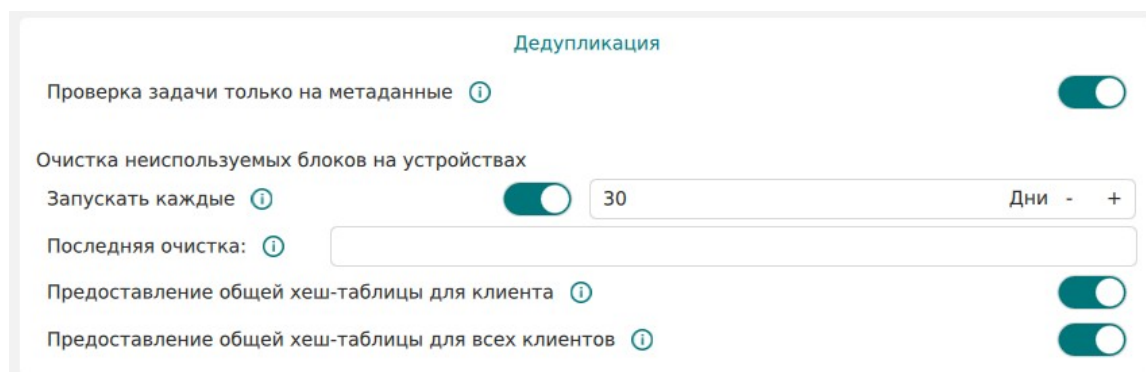 Дедупликация
Проверка задачи только на метаданные
Очистка неиспользуемых блоков на устройствах
Запускать каждые 30 Дни - +
Последняя очистка:
Предоставление общей хеш-таблицы для клиента
Предоставление общей хеш-таблицы для всех клиентов